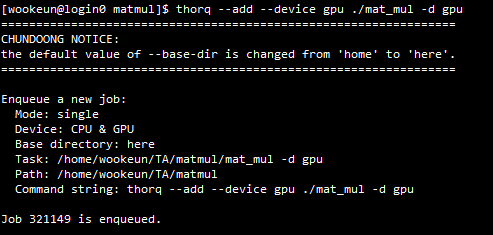 [wookeun@login0 matmul]$ thorq --add --device gpu ./mat_mul -d gpu
================================================================
CHUNDOONG NOTICE:
the default value of --base-dir is changed from 'home' to 'here'.
================================================================
Enqueue a new job:
Mode: single
Device: CPU & GPU
Base directory: here
Task: /home/wookeun/TA/matmul/mat_mul -d gpu
Path: /home/wookeun/TA/matmul
Command string: thorq --add --device gpu ./mat_mul -d gpu
Job 321149 is enqueued.